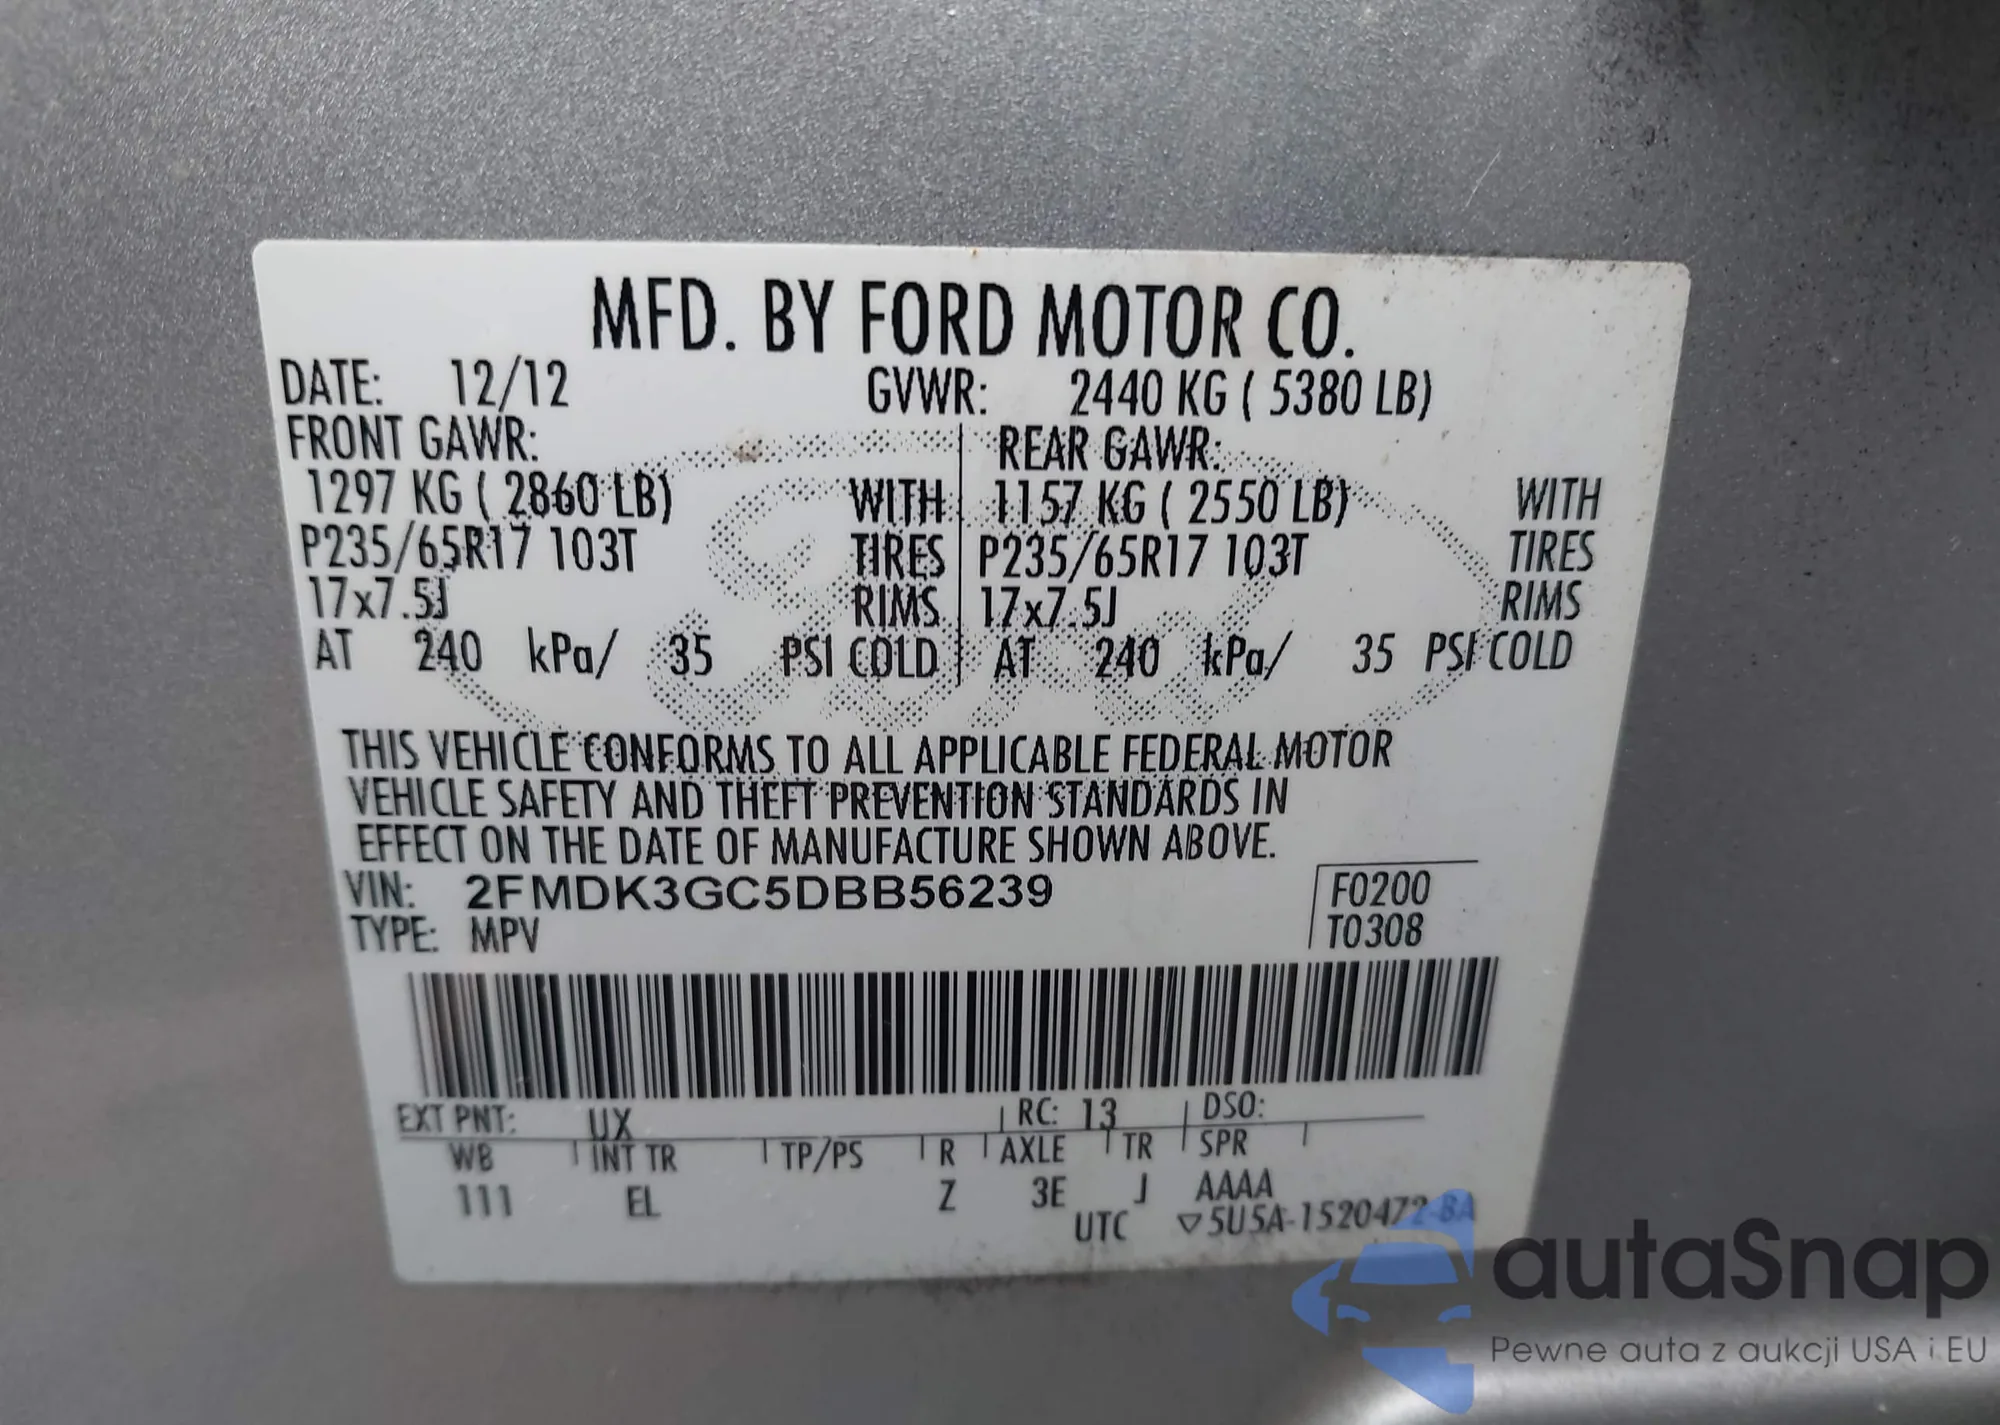 MFD. BY FORD MOTOR CO.
DATE: 12/12 GVWR: 2440 KG ( 5380 LB)
FRONT GAWR: REAR GAWR:
1297 KG ( 2860 LB) WITH 1157 KG ( 2550 LB) WITH
P235/65R17 103T TIRES P235/65R17 103T TIRES
17x7.5J RIMS 17x7.5J RIMS
AT 240 kPa/ 35 PSI COLD AT 240 kPa/ 35 PSI COLD
THIS VEHICLE CONFORMS TO ALL APPLICABLE FEDERAL MOTOR
VEHICLE SAFETY AND THEFT PREVENTION STANDARDS IN
EFFECT ON THE DATE OF MANUFACTURE SHOWN ABOVE.
VIN: 2FMDK3GC5DBB56239 F0200
TYPE: MPV T0308
EXT PNT: UX RC: 13 DSO:
WB INT TR TP/PS R AXLE TR SPR
111 EL Z 3E J AAAA
UTC ▽5U5A-1520472-BA
autaSnap
Pewne auta z aukcji USA i EU